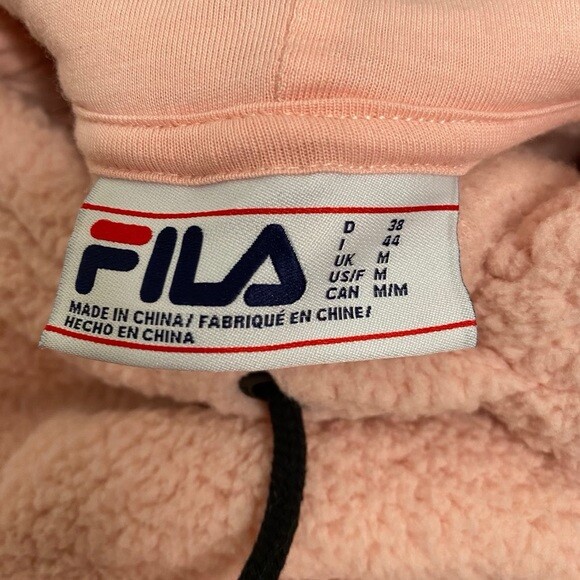 FILA
D 38
I 44
UK M
US/F M
CAN M/M
MADE IN CHINA/ FABRIQUÉ EN CHINE/
HECHO EN CHINA